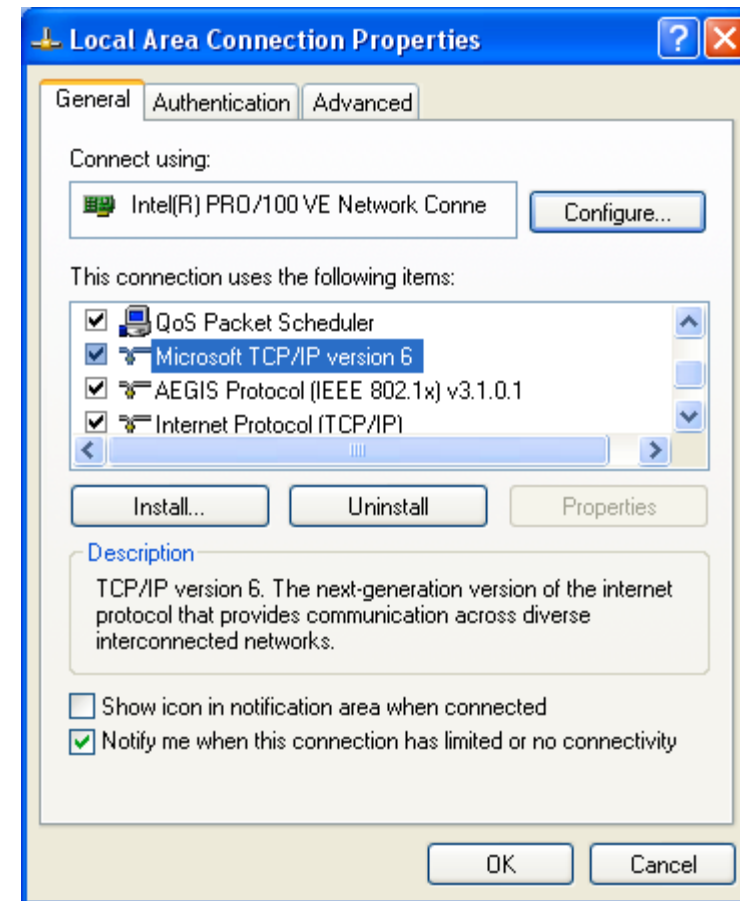 Local Area Connection Properties
General Authentication Advanced
Connect using:
Intel(R) PRO/100 VE Network Conne
Configure...
This connection uses the following items:
QoS Packet Scheduler
Microsoft TCP/IP version 6
AEGIS Protocol (IEEE 802.1x) v3.1.0.1
Internet Protocol (TCP/IP)
Install... Uninstall Properties
Description
TCP/IP version 6. The next-generation version of the internet
protocol that provides communication across diverse
interconnected networks.
Show icon in notification area when connected
Notify me when this connection has limited or no connectivity
OK Cancel